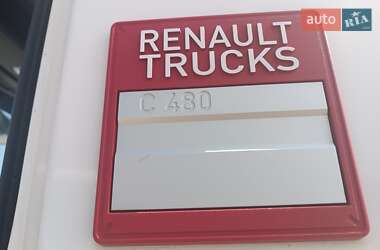 auto RIA
RENAULT
TRUCKS
C 480